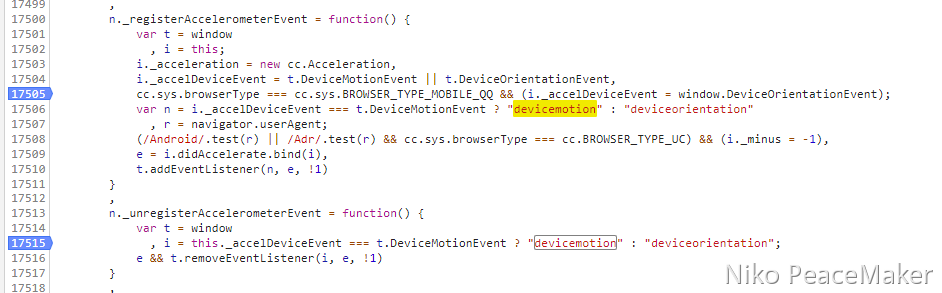 17499 ,
17500 n._registerAccelerometerEvent = function() {
17501 var t = window
17502 , i = this;
17503 i._acceleration = new cc.Acceleration,
17504 i._accelDeviceEvent = t.DeviceMotionEvent || t.DeviceOrientationEvent,
17505 cc.sys.browserType === cc.sys.BROWSER_TYPE_MOBILE_QQ && (i._accelDeviceEvent = window.DeviceOrientationEvent);
17506 var n = i._accelDeviceEvent === t.DeviceMotionEvent ? "devicemotion" : "deviceorientation"
17507 , r = navigator.userAgent;
17508 (/Android/.test(r) || /Adr/.test(r) && cc.sys.browserType === cc.BROWSER_TYPE_UC) && (i._minus = -1),
17509 e = i.didAccelerate.bind(i),
17510 t.addEventListener(n, e, !1)
17511 }
17512 ,
17513 n._unregisterAccelerometerEvent = function() {
17514 var t = window
17515 , i = this._accelDeviceEvent === t.DeviceMotionEvent ? "devicemotion" : "deviceorientation";
17516 e && t.removeEventListener(i, e, !1)
17517 }
17518 ,
Niko PeaceMaker